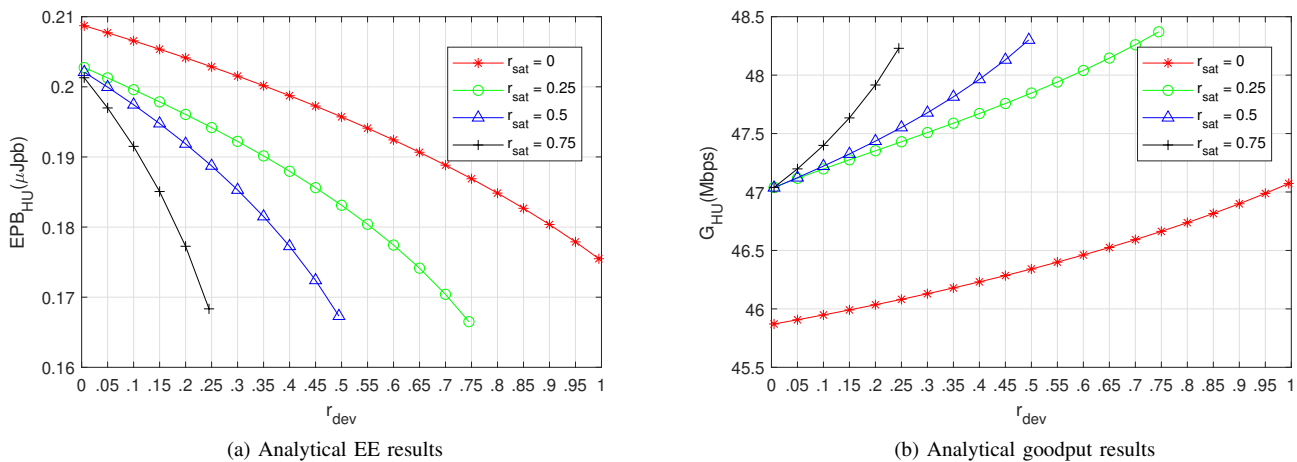 0.21
0.2
0.19
0.18
0.17
0.16
EPB_HU(μJpb)
0 .05 .1 .15 .2 .25 .3 .35 .4 .45 .5 .55 .6 .65 .7 .75 .8 .85 .9 .95 1
r_dev
r_sat = 0
r_sat = 0.25
r_sat = 0.5
r_sat = 0.75
(a) Analytical EE results
48.5
48
47.5
47
46.5
46
45.5
G_HU(Mbps)
0 .05 .1 .15 .2 .25 .3 .35 .4 .45 .5 .55 .6 .65 .7 .75 .8 .85 .9 .95 1
r_dev
r_sat = 0
r_sat = 0.25
r_sat = 0.5
r_sat = 0.75
(b) Analytical goodput results